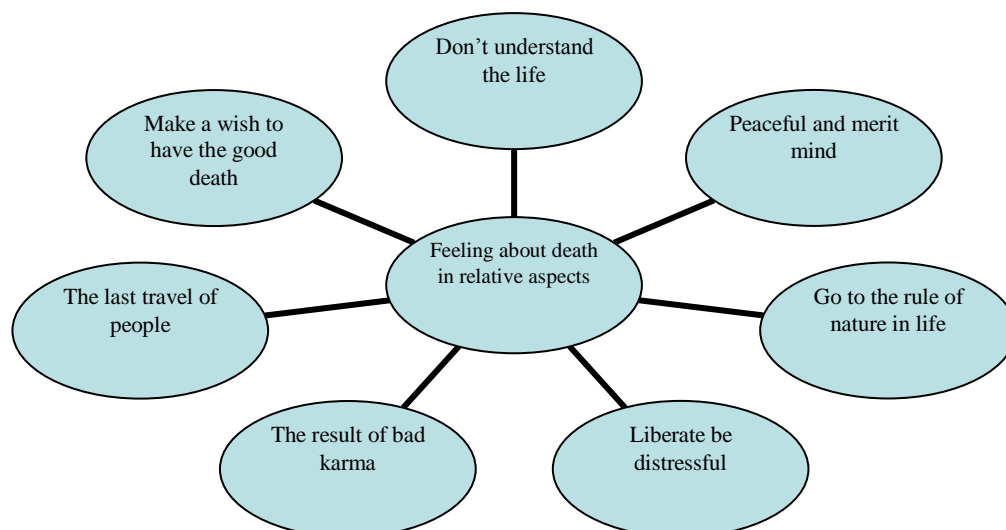 Don't understand
the life
Peaceful and merit
mind
Go to the rule of
nature in life
Liberate be
distressful
The result of bad
karma
The last travel of
people
Make a wish to
have the good
death
Feeling about death
in relative aspects